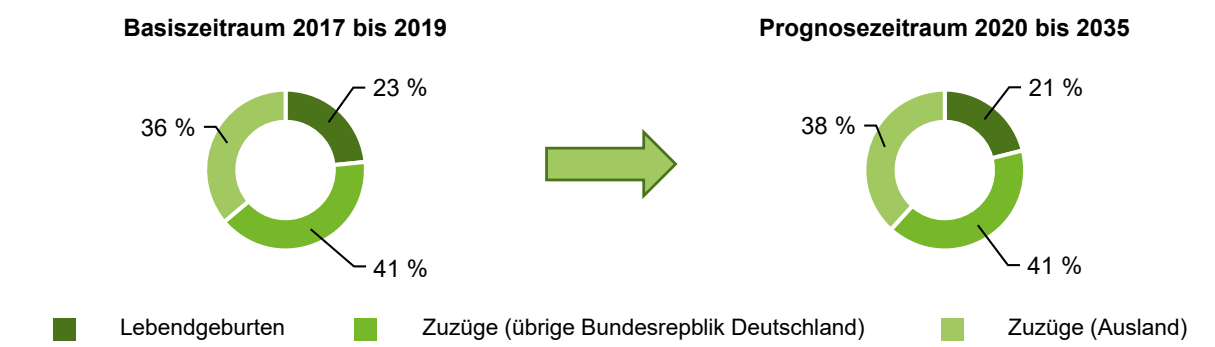 Basiszeitraum 2017 bis 2019
23 %
36 %
41 %
Prognosezeitraum 2020 bis 2035
21 %
38 %
41 %
Lebendgeburten
Zuzüge (übrige Bundesrepblik Deutschland)
Zuzüge (Ausland)